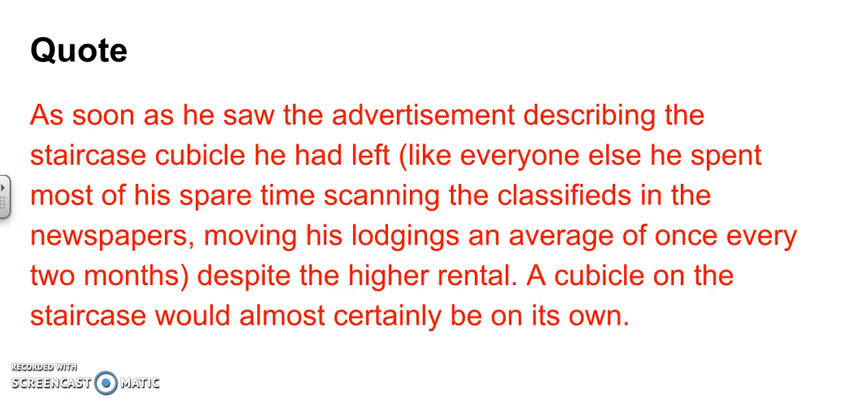 Quote
As soon as he saw the advertisement describing the
staircase cubicle he had left (like everyone else he spent
most of his spare time scanning the classifieds in the
newspapers, moving his lodgings an average of once every
two months) despite the higher rental. A cubicle on the
staircase would almost certainly be on its own.
RECORDED WITH
SCREENCAST MATIC